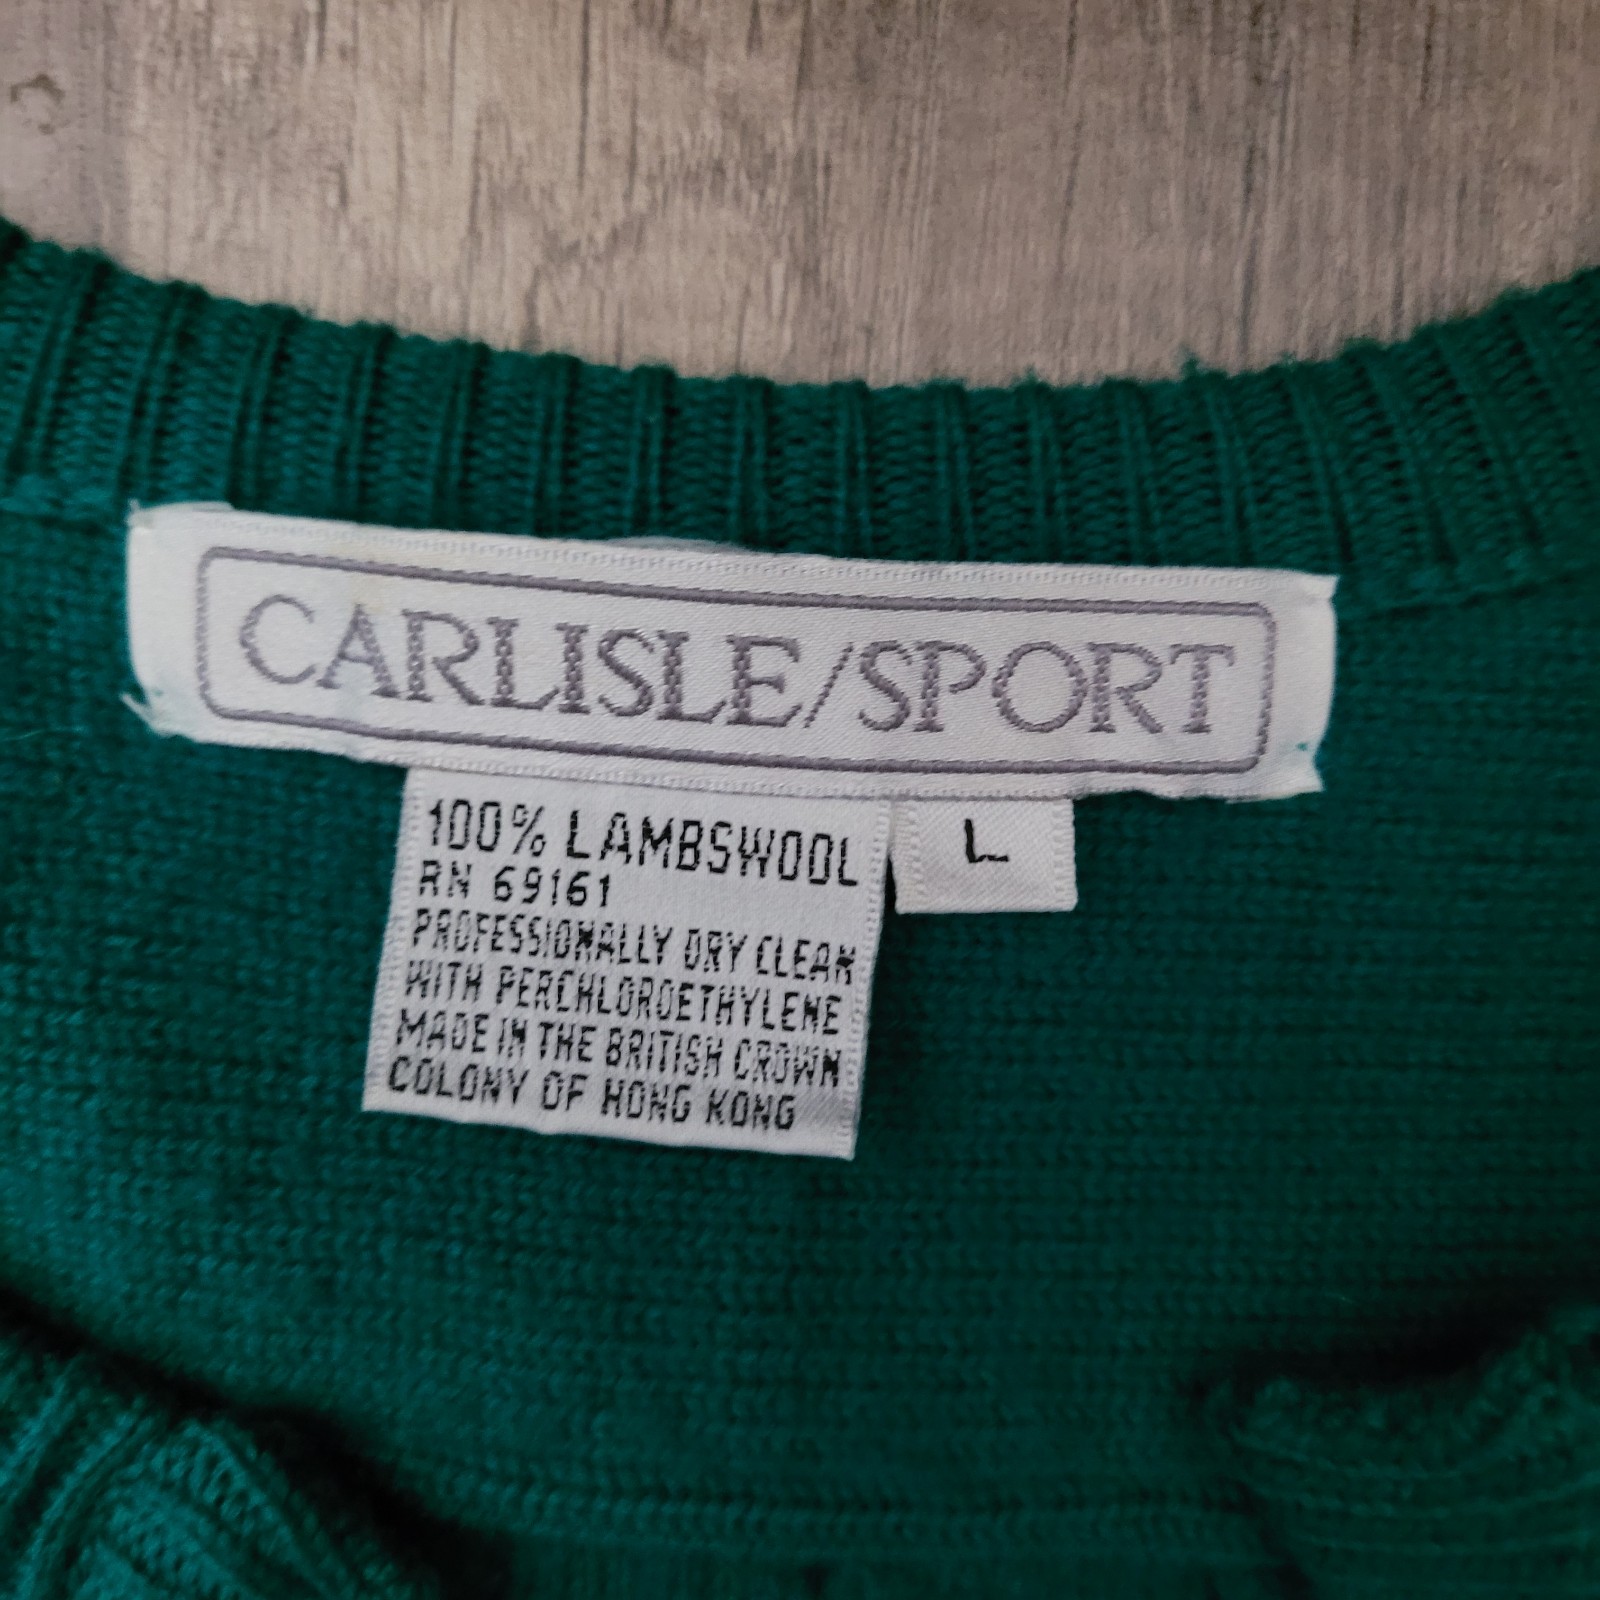 CARLISLE/SPORT
100% LAMBSWOOL
L
RN 69161
PROFESSIONALLY DRY CLEAN
WITH PERCHLOROETHYLENE
MADE IN THE BRITISH CROWN
COLONY OF HONG KONG